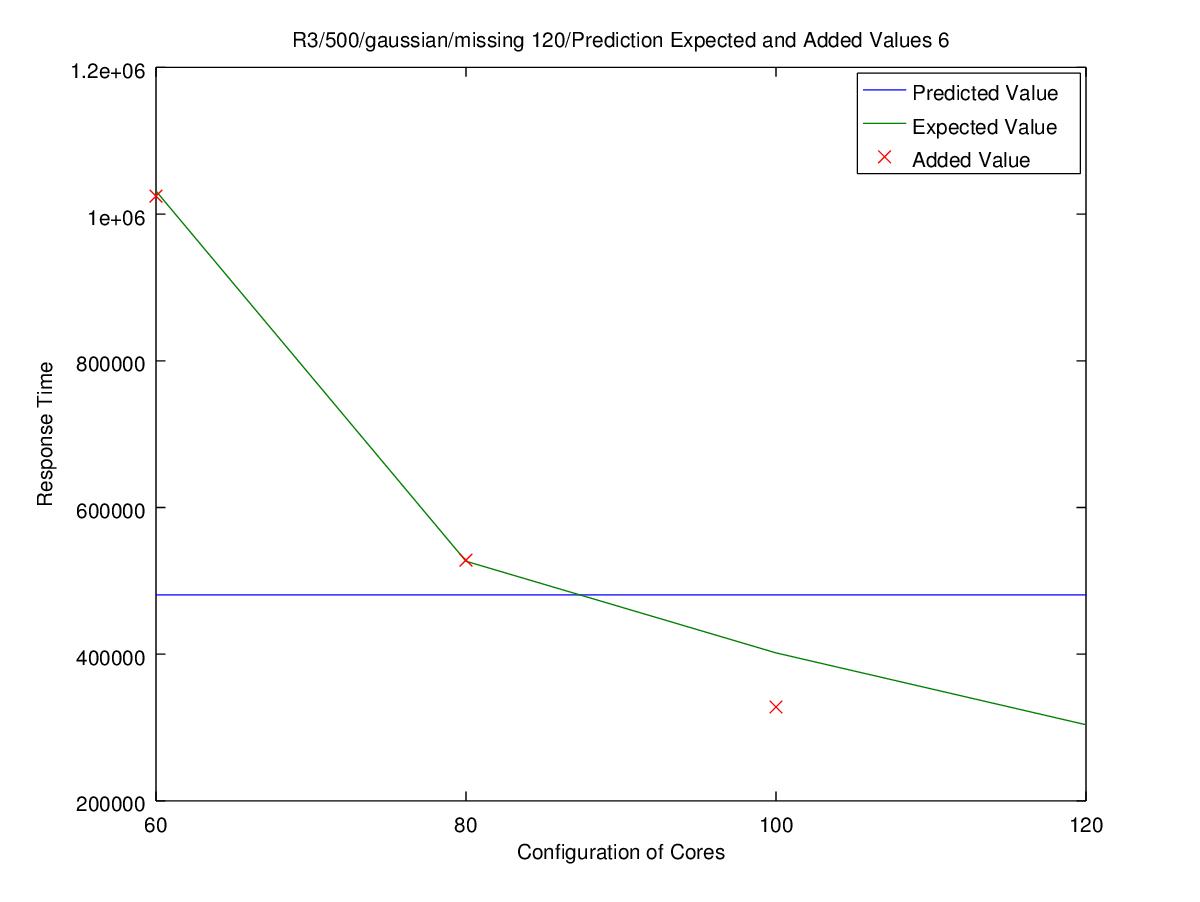 R3/500/gaussian/missing 120/Prediction Expected and Added Values 6
1.2e+06
1e+06
800000
600000
400000
200000
Response Time
Predicted Value
Expected Value
Added Value
60
80
100
120
Configuration of Cores